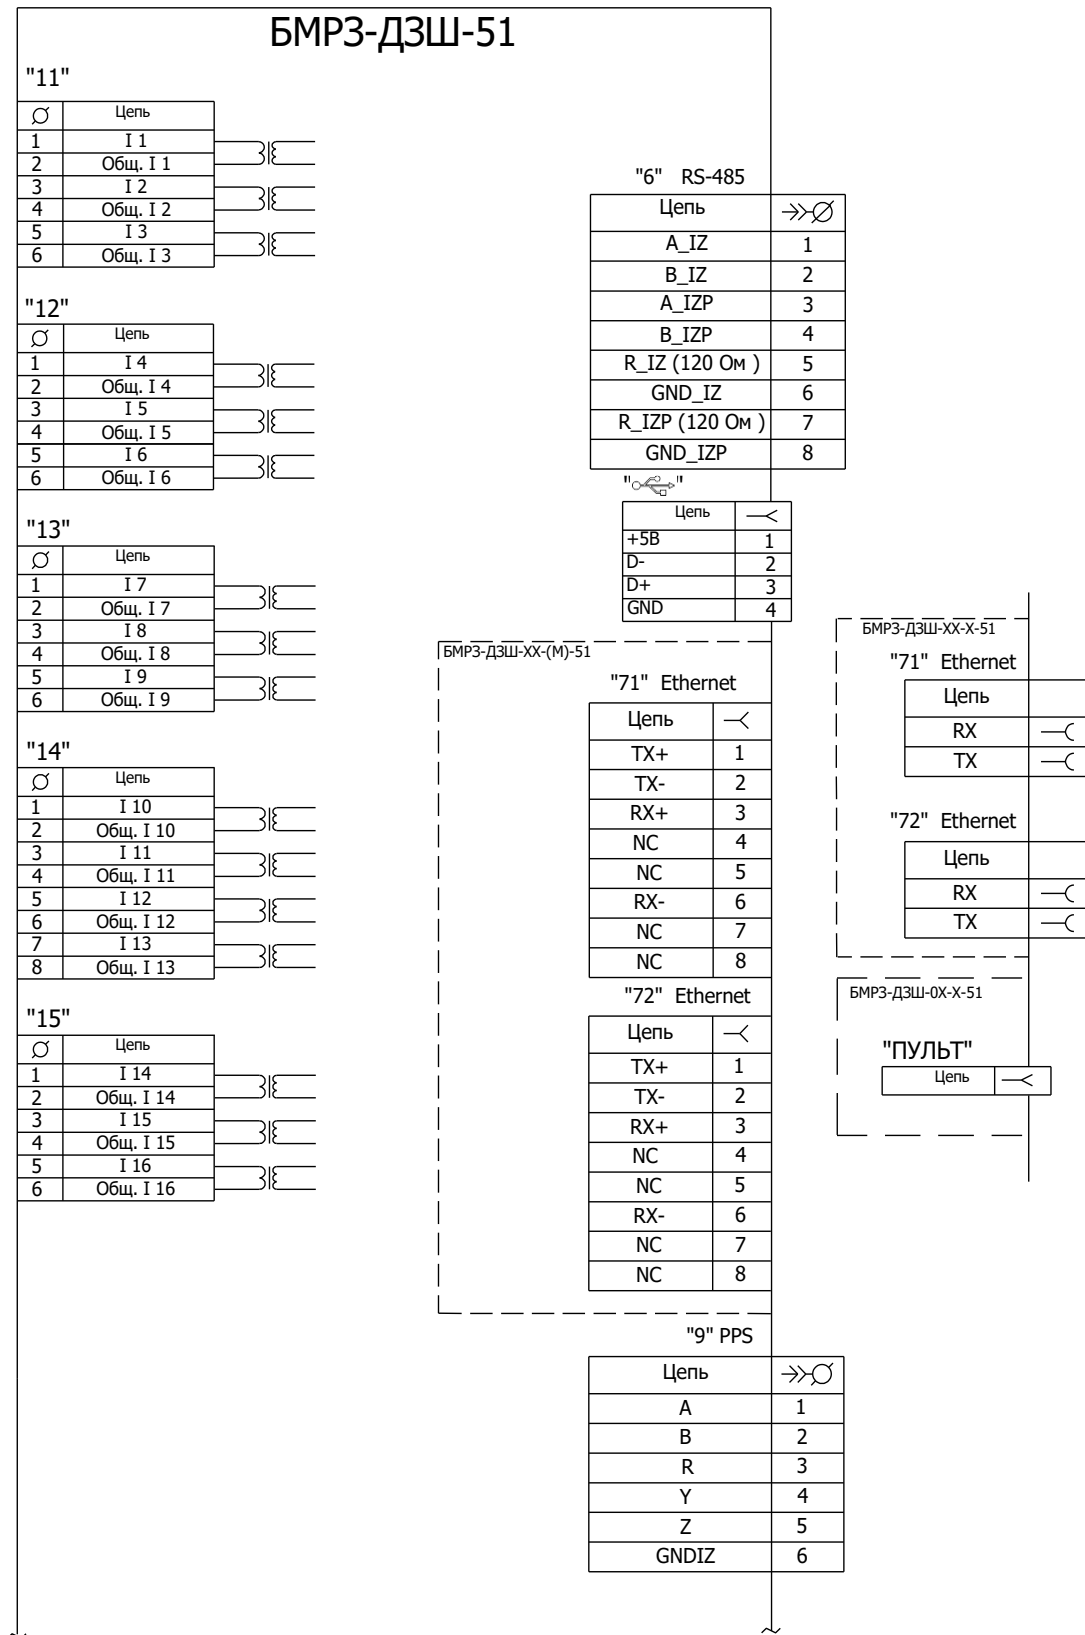 БМРЗ-ДЗШ-51
"11"
Цепь
1 I 1
2 Общ. I 1
3 I 2
4 Общ. I 2
5 I 3
6 Общ. I 3
"12"
Цепь
1 I 4
2 Общ. I 4
3 I 5
4 Общ. I 5
5 I 6
6 Общ. I 6
"13"
Цепь
1 I 7
2 Общ. I 7
3 I 8
4 Общ. I 8
5 I 9
6 Общ. I 9
"14"
Цепь
1 I 10
2 Общ. I 10
3 I 11
4 Общ. I 11
5 I 12
6 Общ. I 12
7 I 13
8 Общ. I 13
"15"
Цепь
1 I 14
2 Общ. I 14
3 I 15
4 Общ. I 15
5 I 16
6 Общ. I 16
"6" RS-485
Цепь
A_IZ 1
B_IZ 2
A_IZP 3
B_IZP 4
R_IZ (120 Ом ) 5
GND_IZ 6
R_IZP (120 Ом ) 7
GND_IZP 8
" "
Цепь
+5В 1
D- 2
D+ 3
GND 4
БМРЗ-ДЗШ-ХХ-(М)-51
"71" Ethernet
Цепь
TX+ 1
TX- 2
RX+ 3
NC 4
NC 5
RX- 6
NC 7
NC 8
"72" Ethernet
Цепь
TX+ 1
TX- 2
RX+ 3
NC 4
NC 5
RX- 6
NC 7
NC 8
"9" PPS
Цепь
A 1
B 2
R 3
Y 4
Z 5
GNDIZ 6
БМРЗ-ДЗШ-ХХ-Х-51
"71" Ethernet
Цепь
RX
TX
"72" Ethernet
Цепь
RX
TX
БМРЗ-ДЗШ-0Х-Х-51
"ПУЛЬТ"
Цепь